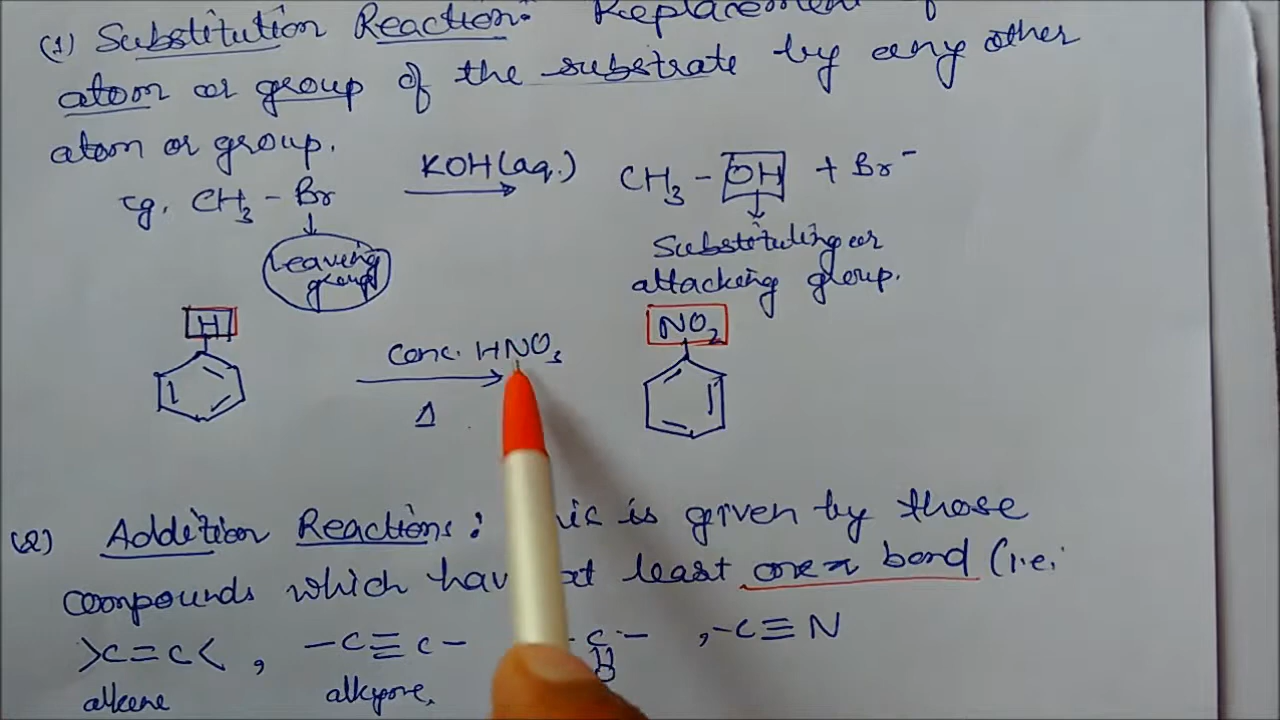 (1) Substitution Reaction: Replacement of
atom or group of the substrate by any other
atom or group.
eg. CH3 - Br KOH(aq.) CH3 - OH + Br-
Leaving group
Substituting or
attacking group.
H NO2
Conc. HNO3
Δ
(2) Addition Reactions: is given by those
compounds which have at least one π bond (i.e.
>C=C< , -C≡C- -C- , -C≡N
O
alkene alkyne,